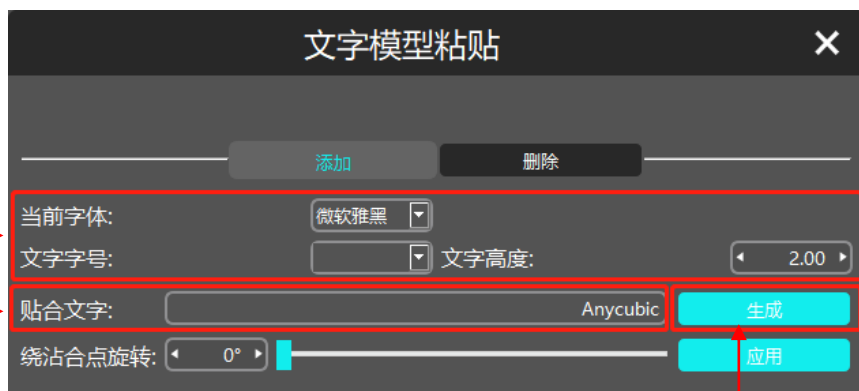 文字模型粘贴
添加 删除
当前字体: 微软雅黑
文字字号: 文字高度: 2.00
贴合文字: Anycubic 生成
绕沾合点旋转: 0° 应用